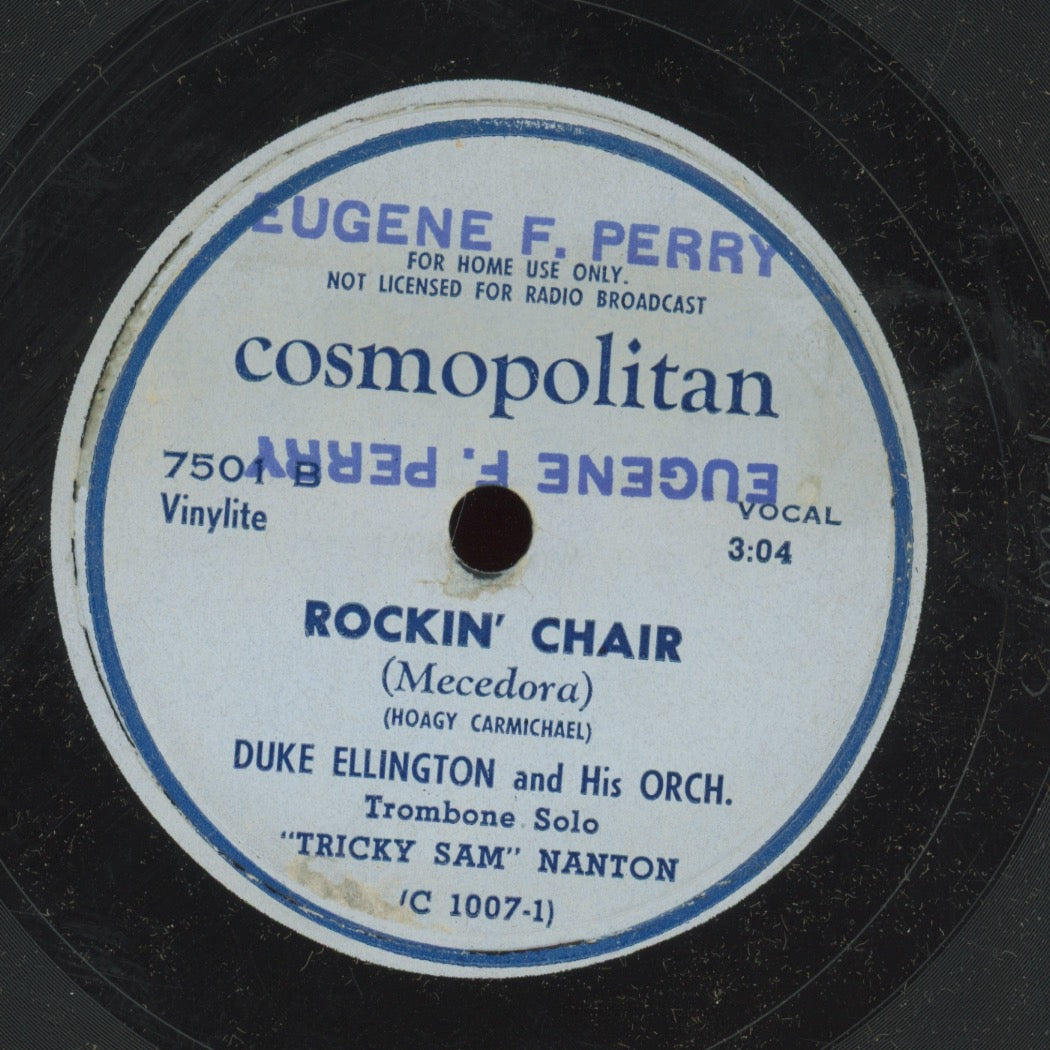 EUGENE F. PERRY
FOR HOME USE ONLY.
NOT LICENSED FOR RADIO BROADCAST
cosmopolitan
EUGENE F. PERRY
7501 B
Vinylite
VOCAL
3:04
ROCKIN' CHAIR
(Mecedora)
(HOAGY CARMICHAEL)
DUKE ELLINGTON and His ORCH.
Trombone Solo
"TRICKY SAM" NANTON
(C 1007-1)